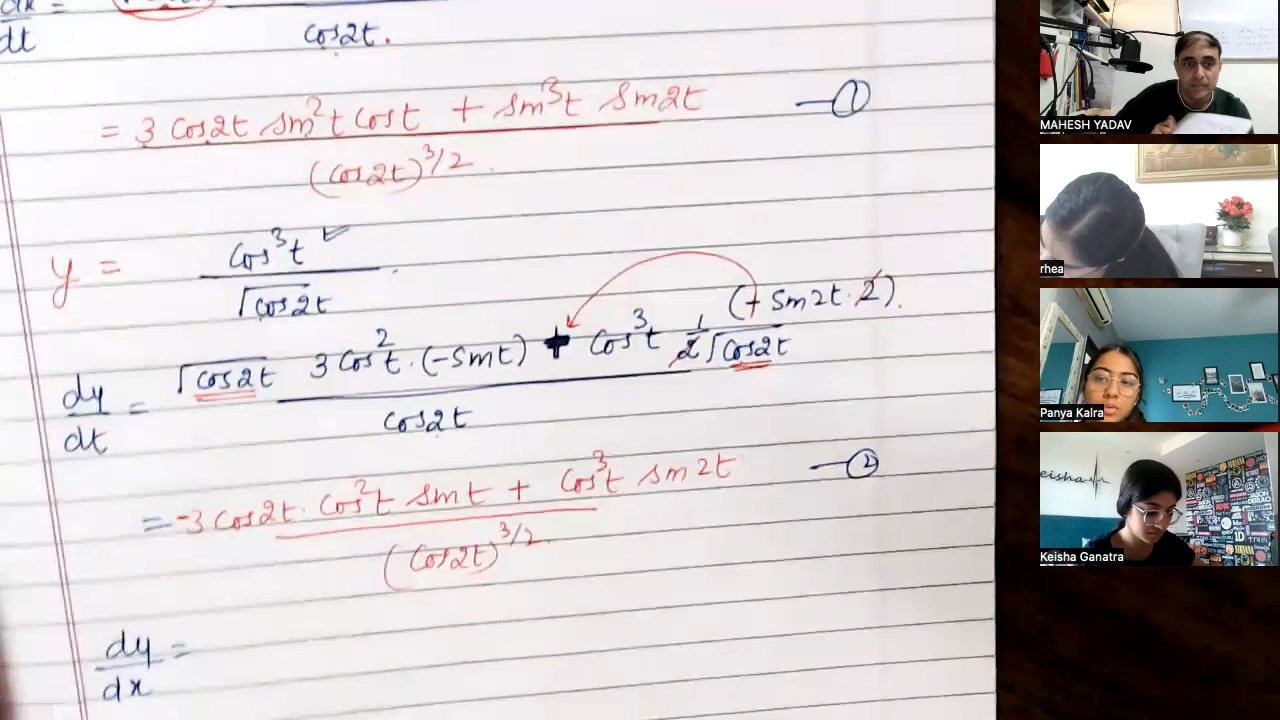 dx/dt =
cos2t.
= 3 cos2t sin²t cost + sin³t sin2t —①
(cos2t)^3/2.
y = cos³t ✓
√cos2t
(+ sin2t·2).
dy/dt = √cos2t 3cos²t·(-sint) + cos³t 1/2√cos2t
cos2t
= -3 cos2t·cos²t sint + cos³t sin2t —②
(cos2t)^3/2.
dy/dx =
MAHESH YADAV
rhea
Panya Kalra
keisha
Keisha Ganatra